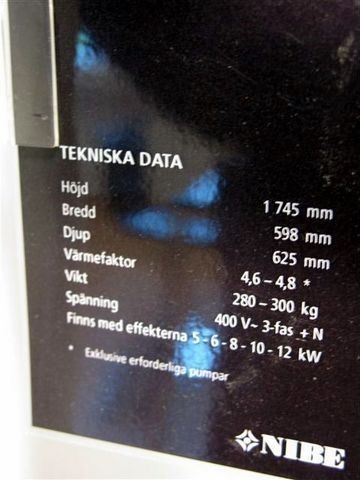 TEKNISKA DATA
Höjd 1 745 mm
Bredd 598 mm
Djup 625 mm
Värmefaktor 4,6 – 4,8 *
Vikt 280 – 300 kg
Spänning 400 V~ 3-fas + N
Finns med effekterna 5 - 6 - 8 - 10 - 12 kW
* Exklusive erforderliga pumpar
NIBE